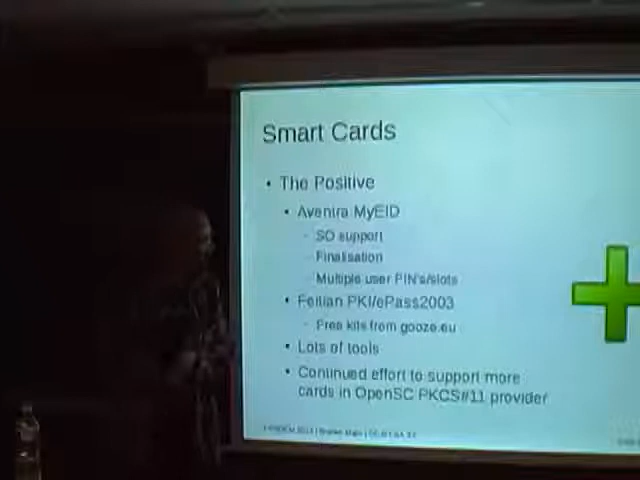 Smart Cards
• The Positive
• Aventra MyEID
- SO support
- Finalisation
- Multiple user PIN's/slots
• Feitian PKI/ePass2003
- Free kits from gooze.eu
• Lots of tools
• Continued effort to support more
cards in OpenSC PKCS#11 provider